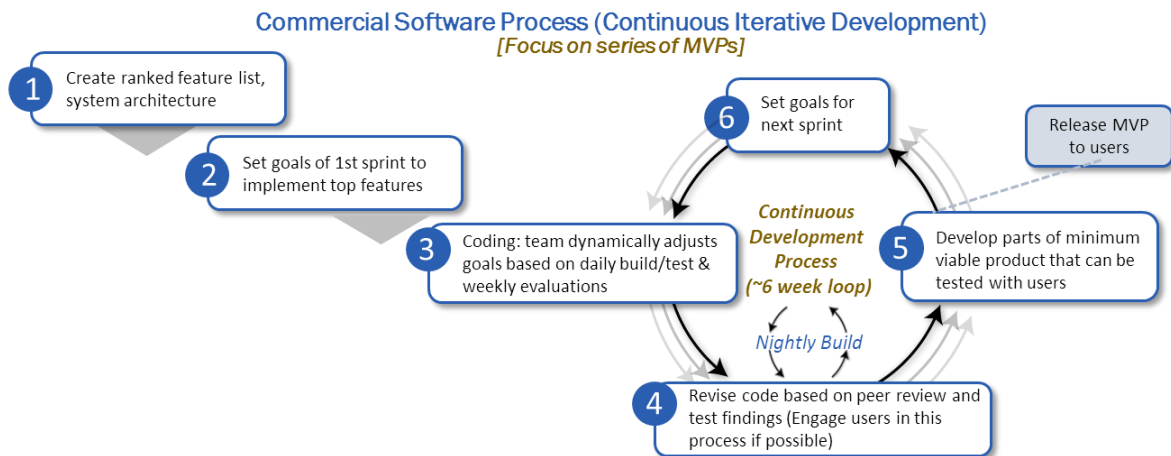 Commercial Software Process (Continuous Iterative Development)
[Focus on series of MVPs]
1
Create ranked feature list,
system architecture
2
Set goals of 1st sprint to
implement top features
3
Coding: team dynamically adjusts
goals based on daily build/test &
weekly evaluations
4
Revise code based on peer review and
test findings (Engage users in this
process if possible)
5
Develop parts of minimum
viable product that can be
tested with users
6
Set goals for
next sprint
Release MVP
to users
Continuous
Development
Process
(~6 week loop)
Nightly Build